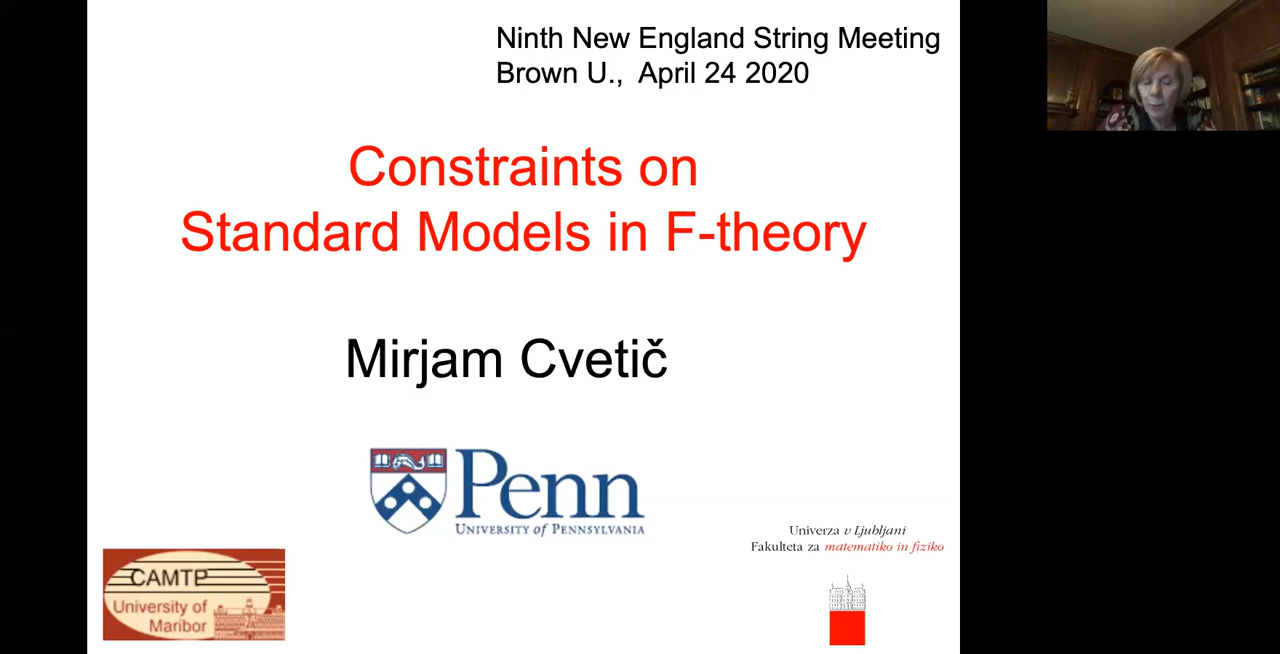 Ninth New England String Meeting
Brown U.,  April 24 2020
Constraints on
Standard Models in F-theory
Mirjam Cvetič
Penn
UNIVERSITY of PENNSYLVANIA
Univerza v Ljubljani
Fakulteta za matematiko in fiziko
CAMTP
University of
Maribor